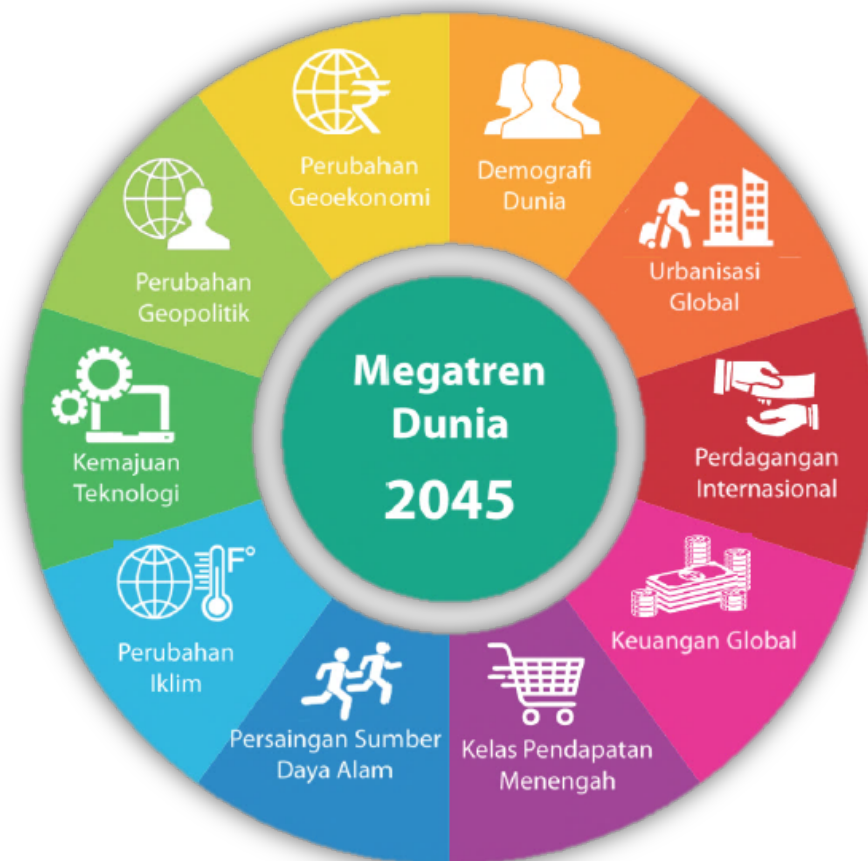 Megatren
Dunia
2045
Demografi
Dunia
Urbanisasi
Global
Perdagangan
Internasional
Keuangan Global
Kelas Pendapatan
Menengah
Persaingan Sumber
Daya Alam
Perubahan
Iklim
F°
Kemajuan
Teknologi
Perubahan
Geopolitik
Perubahan
Geoekonomi
₹